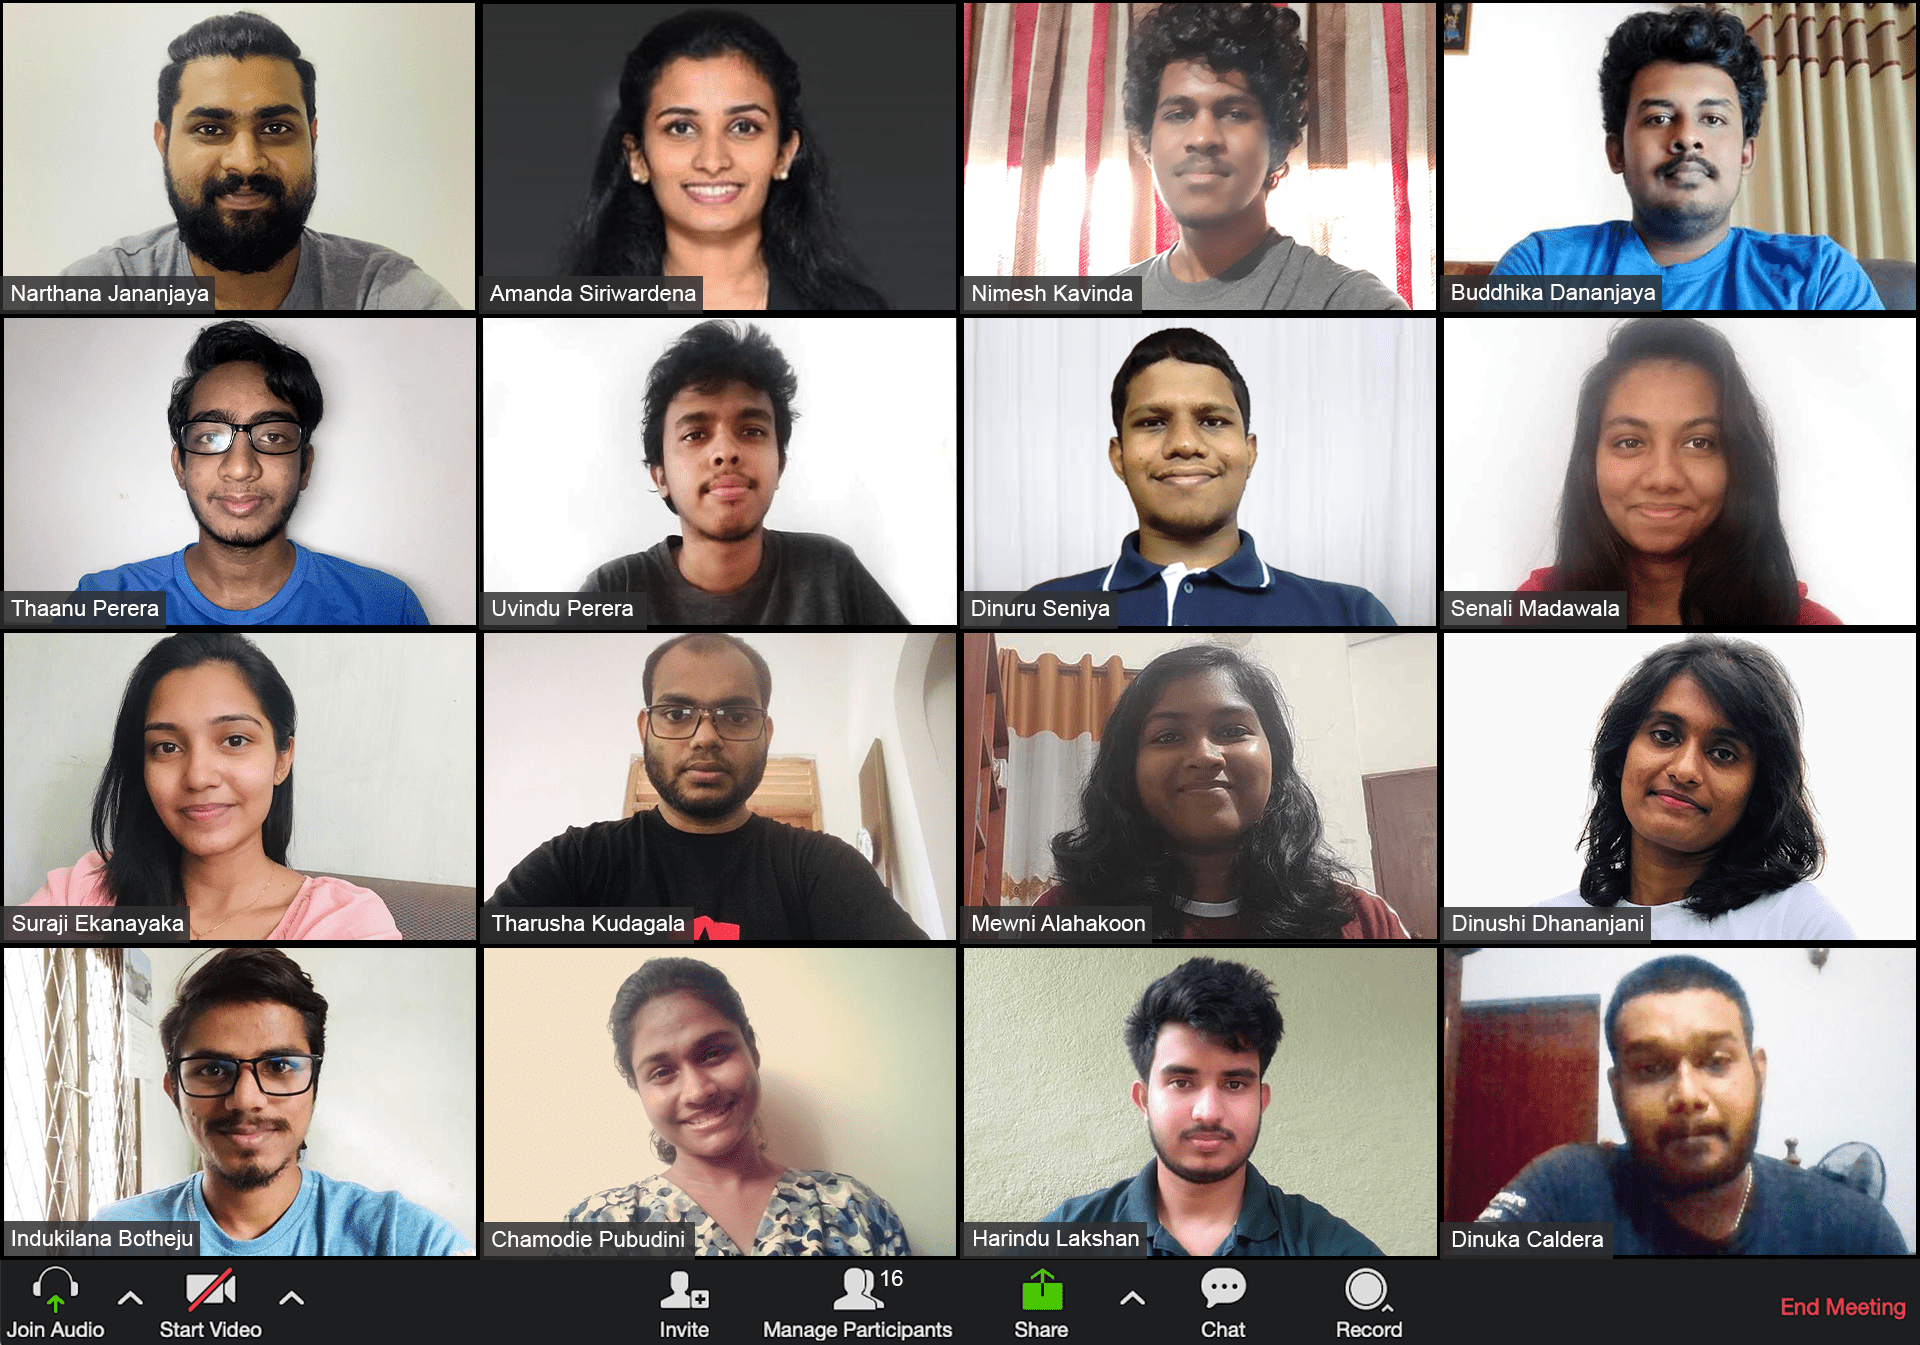 Narthana Jananjaya
Amanda Siriwardena
Nimesh Kavinda
Buddhika Dananjaya
Thaanu Perera
Uvindu Perera
Dinuru Seniya
Senali Madawala
Suraji Ekanayaka
Tharusha Kudagala
Mewni Alahakoon
Dinushi Dhananjani
Indukilana Botheju
Chamodie Pubudini
Harindu Lakshan
Dinuka Caldera
16
Join Audio
Start Video
Invite
Manage Participants
Share
Chat
Record
End Meeting